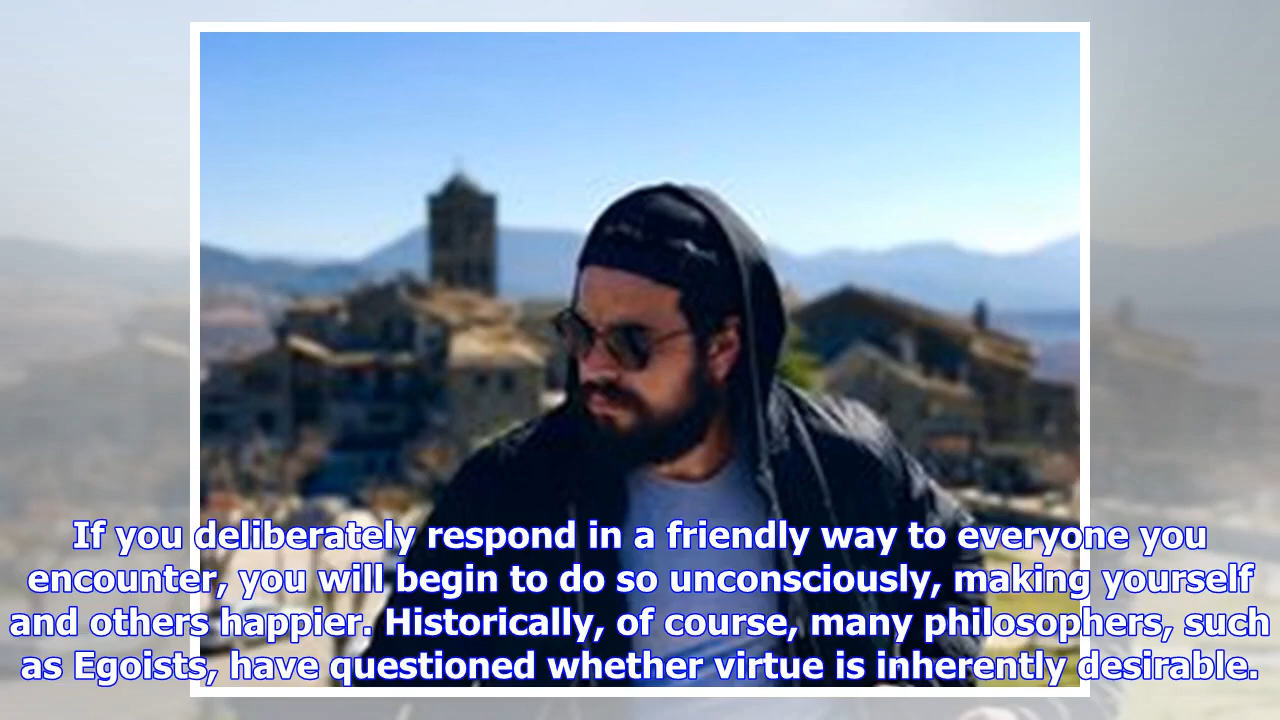 If you deliberately respond in a friendly way to everyone you
encounter, you will begin to do so unconsciously, making yourself
and others happier. Historically, of course, many philosophers, such
as Egoists, have questioned whether virtue is inherently desirable.